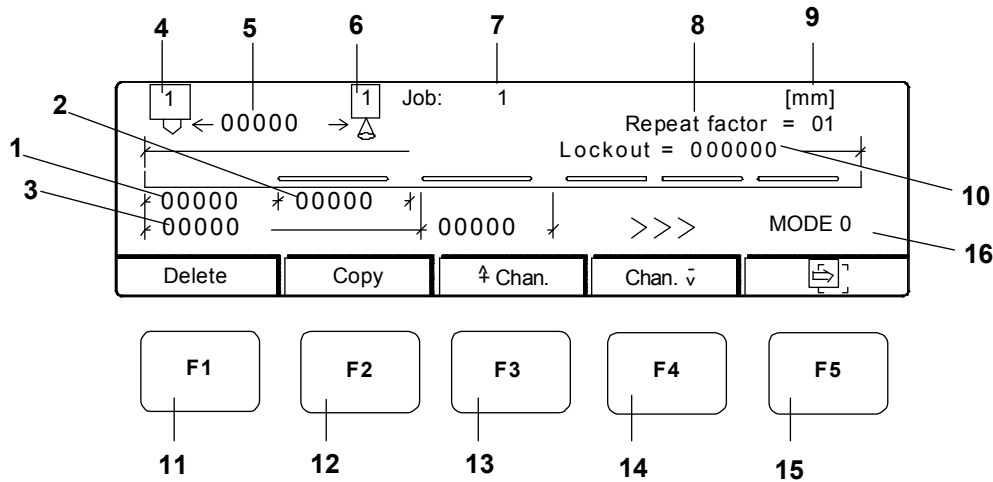 4 5 6 7 8 9
1 1 Job: 1 [mm]
2 ← 00000 → Repeat factor = 01
Lockout = 000000
1 00000 00000 10
3 00000 00000 >>> MODE 0
16
Delete Copy Chan. Chan. v
F1 F2 F3 F4 F5
11 12 13 14 15